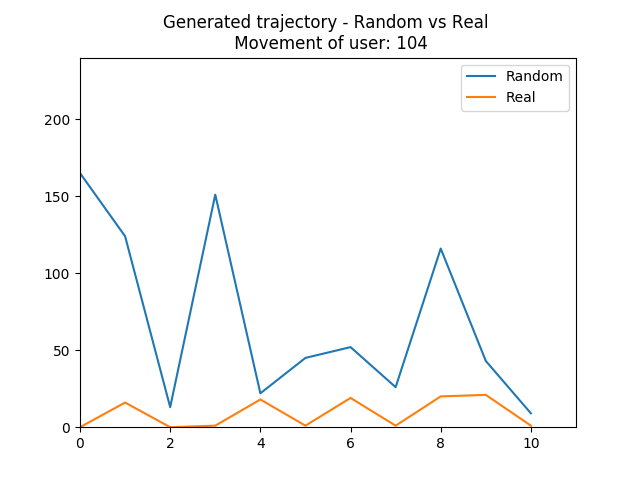 Generated trajectory - Random vs Real
Movement of user: 104
Random
Real
200
150
100
50
0
0 2 4 6 8 10